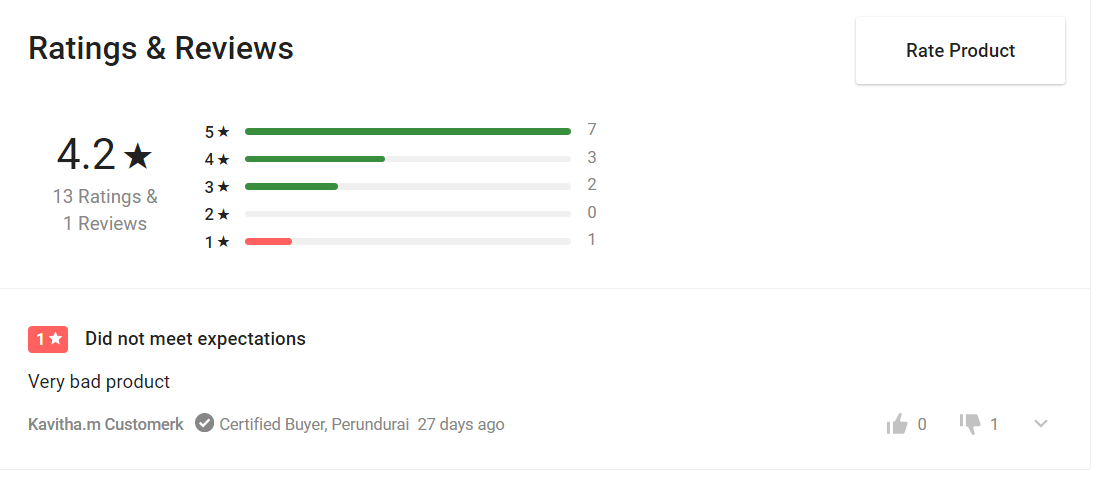 Ratings & Reviews
Rate Product
4.2 ★
13 Ratings &
1 Reviews
5 ★ 7
4 ★ 3
3 ★ 2
2 ★ 0
1 ★ 1
1 ★ Did not meet expectations
Very bad product
Kavitha.m Customerk Certified Buyer, Perundurai 27 days ago 0 1